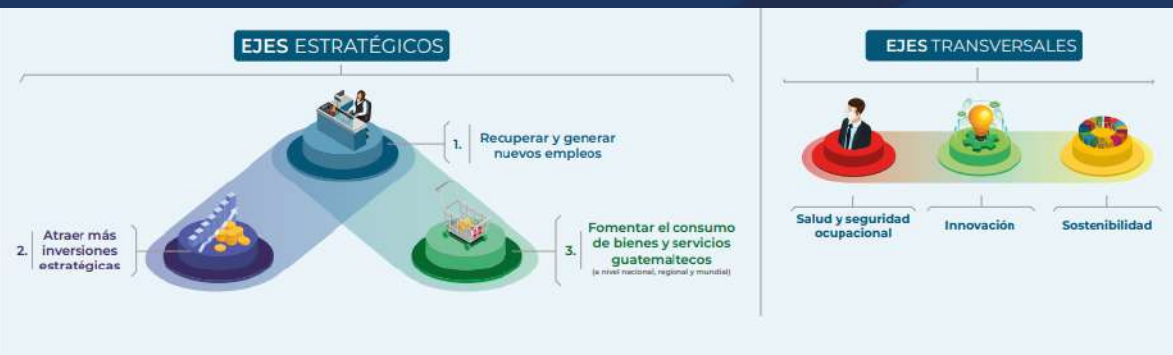 EJES ESTRATÉGICOS
1. Recuperar y generar
nuevos empleos
2. Atraer más
inversiones
estratégicas
3. Fomentar el consumo
de bienes y servicios
guatemaltecos
(a nivel nacional, regional y mundial)
EJES TRANSVERSALES
Salud y seguridad
ocupacional
Innovación
Sostenibilidad